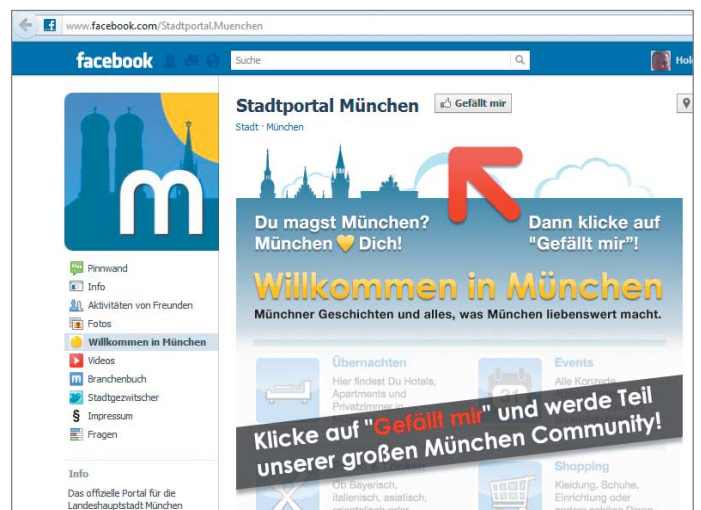 www.facebook.com/Stadtportal.Muenchen
facebook
Suche
Stadtportal München
Gefällt mir
Stadt · München
m
Du magst München?
München 💛 Dich!
Dann klicke auf
"Gefällt mir"!
Willkommen in München
Münchner Geschichten und alles, was München liebenswert macht.
Pinnwand
Info
Aktivitäten von Freunden
Fotos
Willkommen in München
Videos
Branchenbuch
Stadtgezwitscher
§ Impressum
Fragen
Info
Das offizielle Portal für die
Landeshauptstadt München
Übernachten
Hier findest Du Hotels,
Apartments und
Privatzimmer in
Events
Alle Konzerte,
31
Klicke auf "Gefällt mir" und werde Teil
unserer großen München Community!
Ob Bayerisch,
italienisch, asiatisch,
orientalisch oder
Shopping
Kleidung, Schuhe,
Einrichtung oder